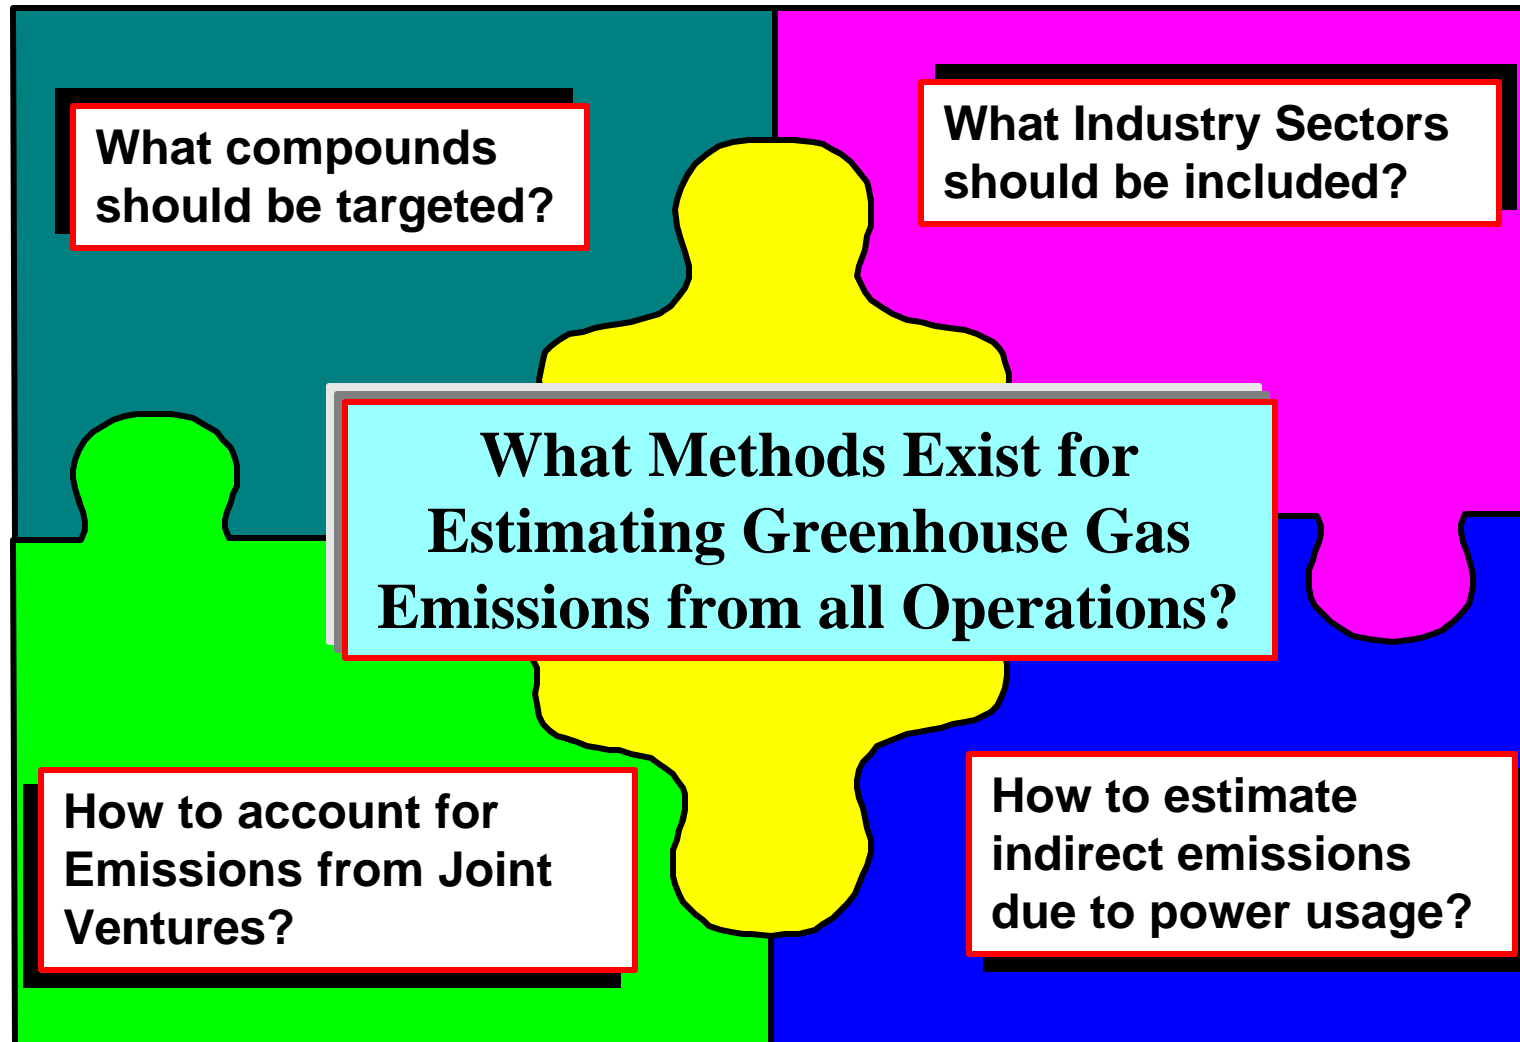 What compounds
should be targeted?
What Industry Sectors
should be included?
What Methods Exist for
Estimating Greenhouse Gas
Emissions from all Operations?
How to account for
Emissions from Joint
Ventures?
How to estimate
indirect emissions
due to power usage?